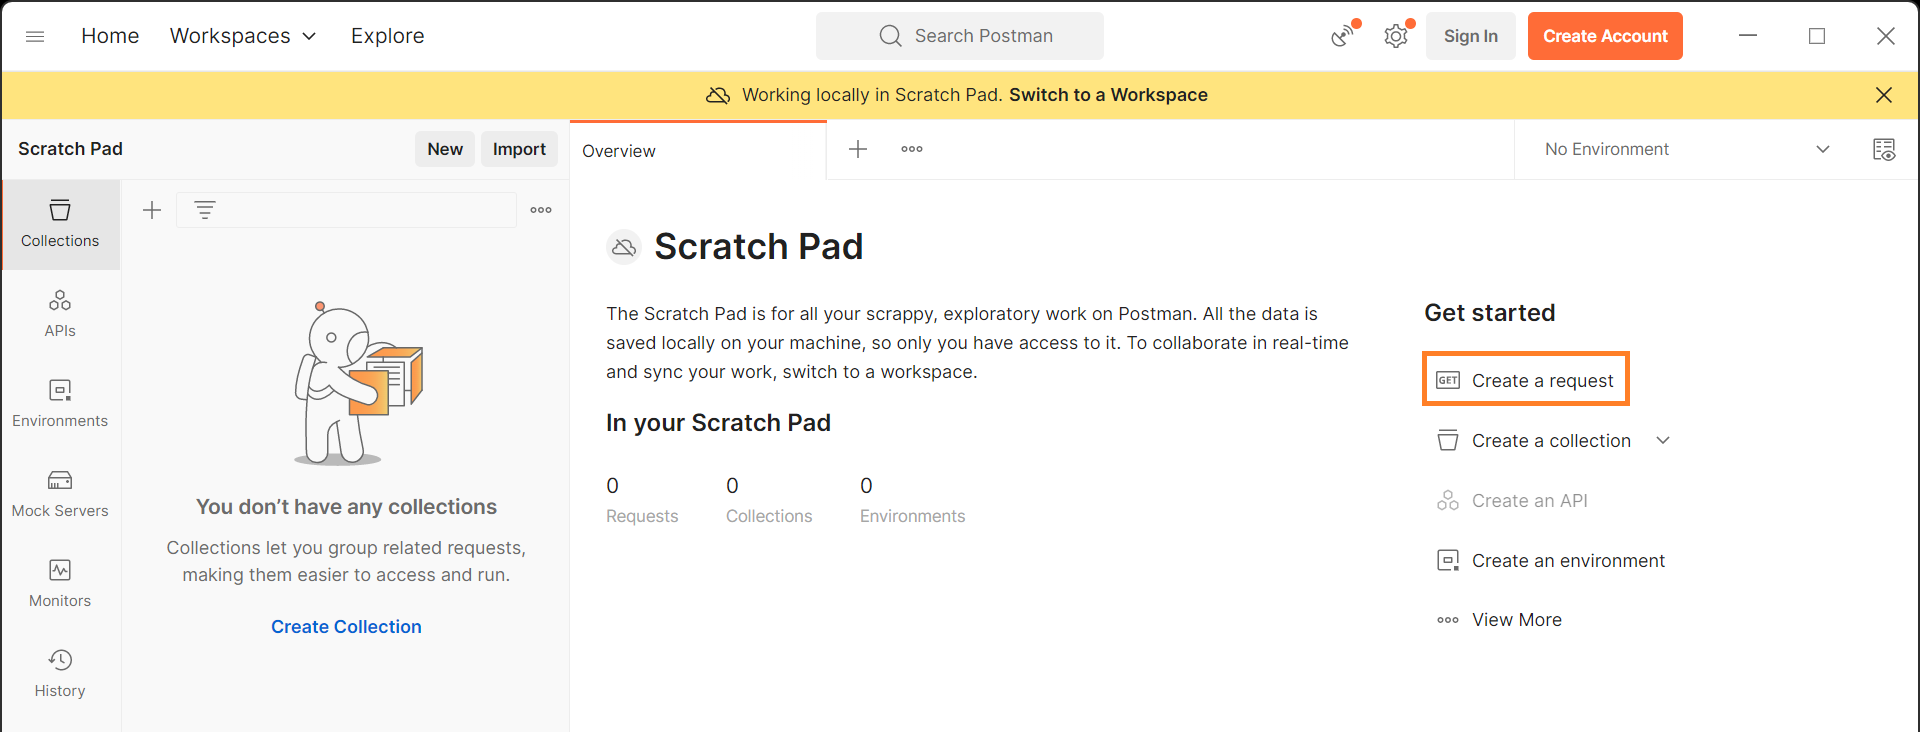 Home Workspaces Explore Search Postman Sign In Create Account
Working locally in Scratch Pad. Switch to a Workspace
Scratch Pad New Import
Overview
No Environment
Collections
APIs
Environments
Mock Servers
Monitors
History
You don’t have any collections
Collections let you group related requests,
making them easier to access and run.
Create Collection
Scratch Pad
The Scratch Pad is for all your scrappy, exploratory work on Postman. All the data is
saved locally on your machine, so only you have access to it. To collaborate in real-time
and sync your work, switch to a workspace.
In your Scratch Pad
0 0 0
Requests Collections Environments
Get started
GET Create a request
Create a collection
Create an API
Create an environment
View More